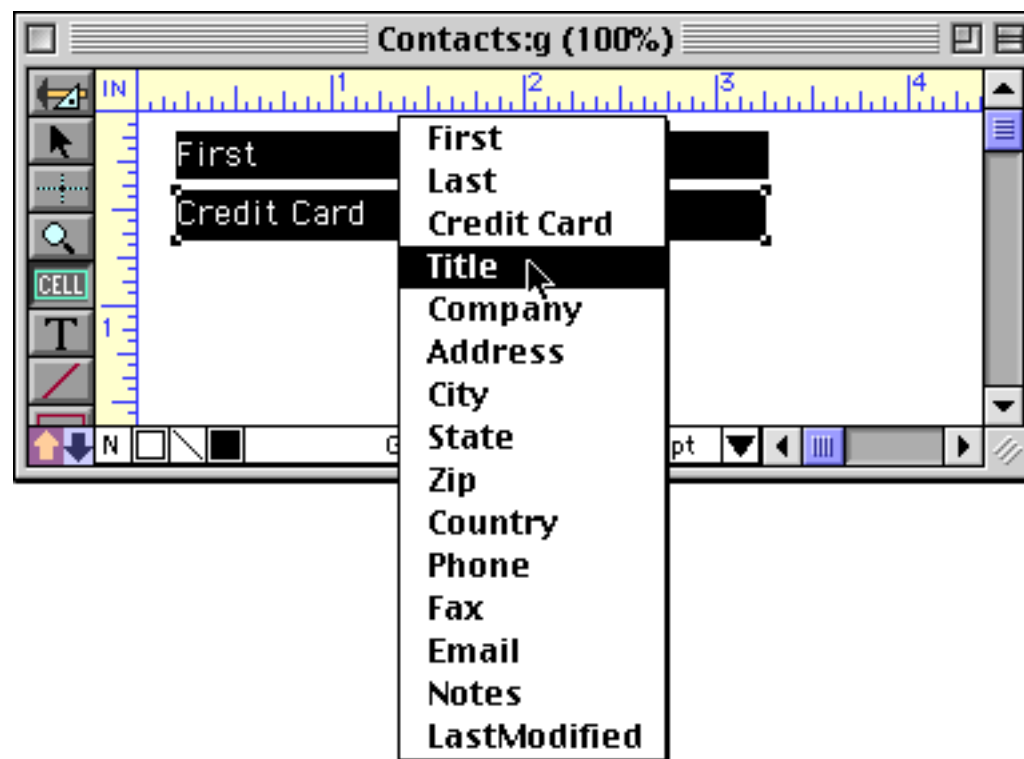 Contacts:g (100%)
IN 1 2 3 4
First
Credit Card
CELL
T
1
N
pt
First
Last
Credit Card
Title
Company
Address
City
State
Zip
Country
Phone
Fax
Email
Notes
LastModified